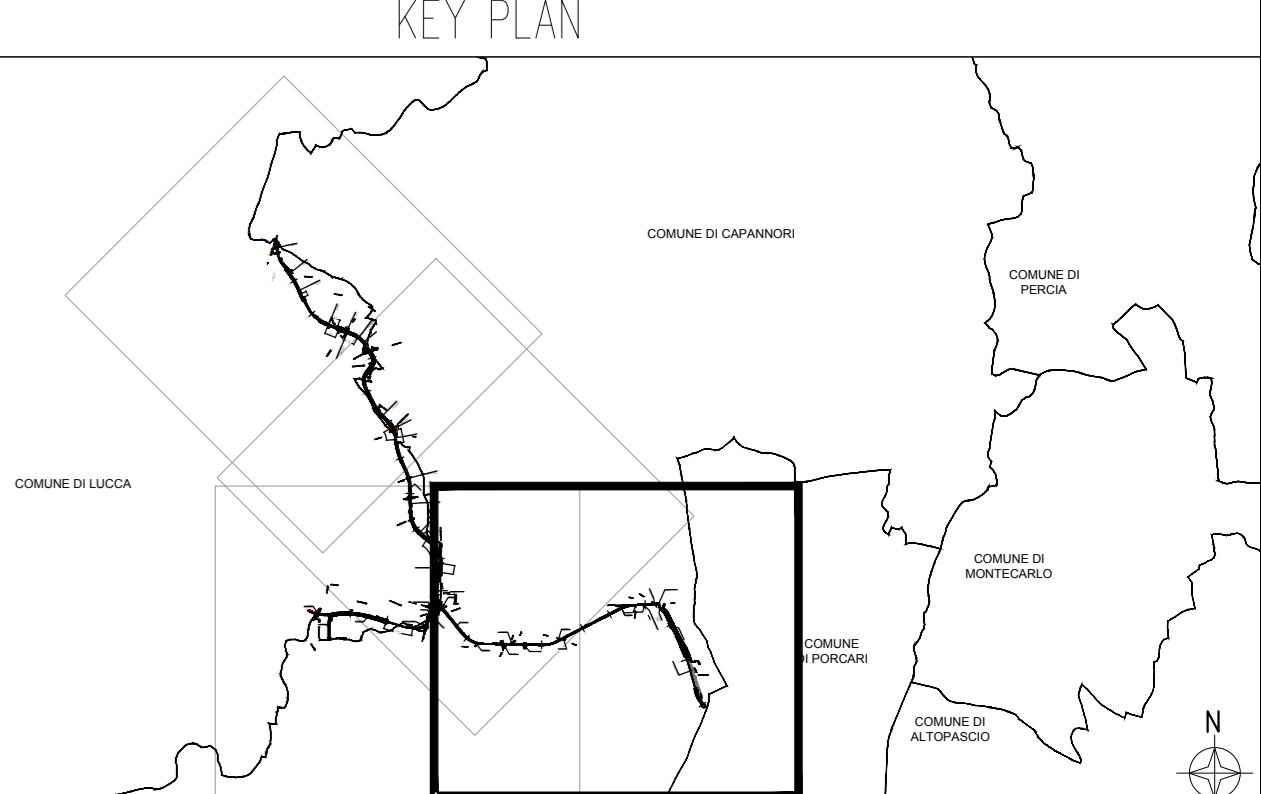 KEY PLAN
COMUNE DI CAPANNORI
COMUNE DI
PERCIA
COMUNE DI LUCCA
COMUNE DI
MONTECARLO
COMUNE
DI PORCARI
COMUNE DI
ALTOPASCIO
N